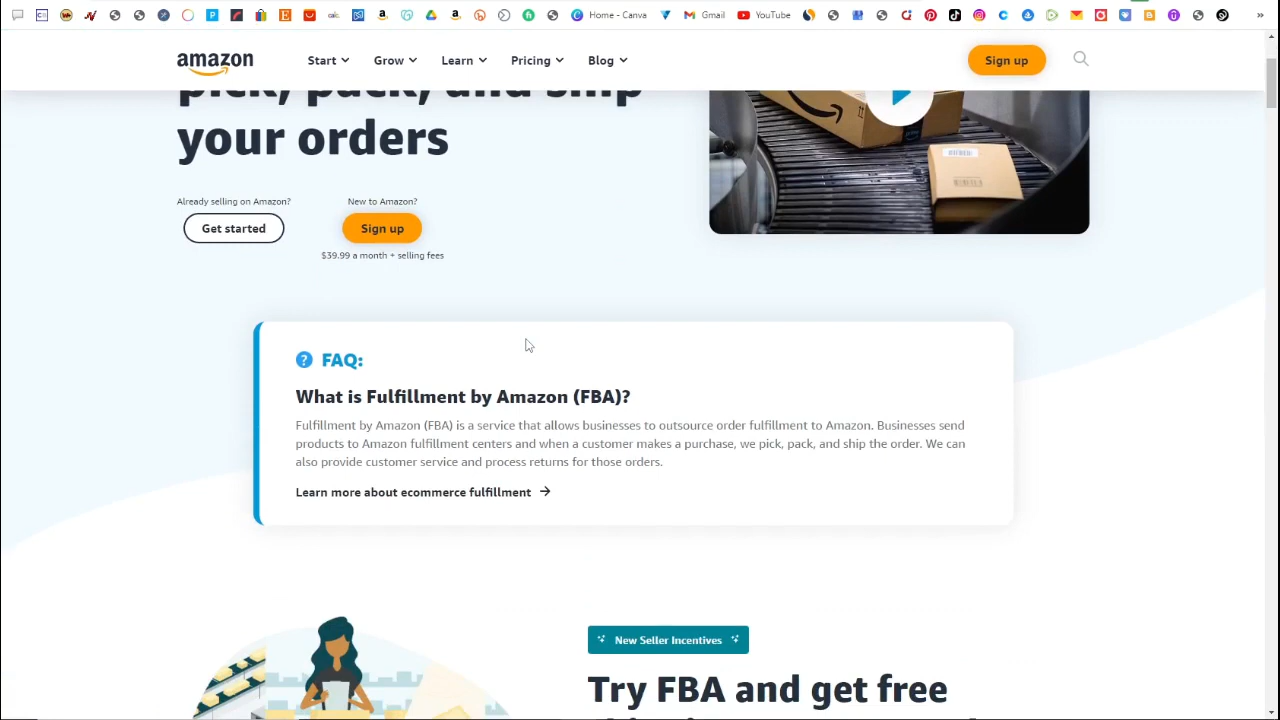 Home - Canva
Gmail
YouTube
»
amazon
Start
Grow
Learn
Pricing
Blog
Sign up
pick, pack, and ship
your orders
Already selling on Amazon?
New to Amazon?
Get started
Sign up
$39.99 a month + selling fees
FAQ:
What is Fulfillment by Amazon (FBA)?
Fulfillment by Amazon (FBA) is a service that allows businesses to outsource order fulfillment to Amazon. Businesses send
products to Amazon fulfillment centers and when a customer makes a purchase, we pick, pack, and ship the order. We can
also provide customer service and process returns for those orders.
Learn more about ecommerce fulfillment
New Seller Incentives
Try FBA and get free